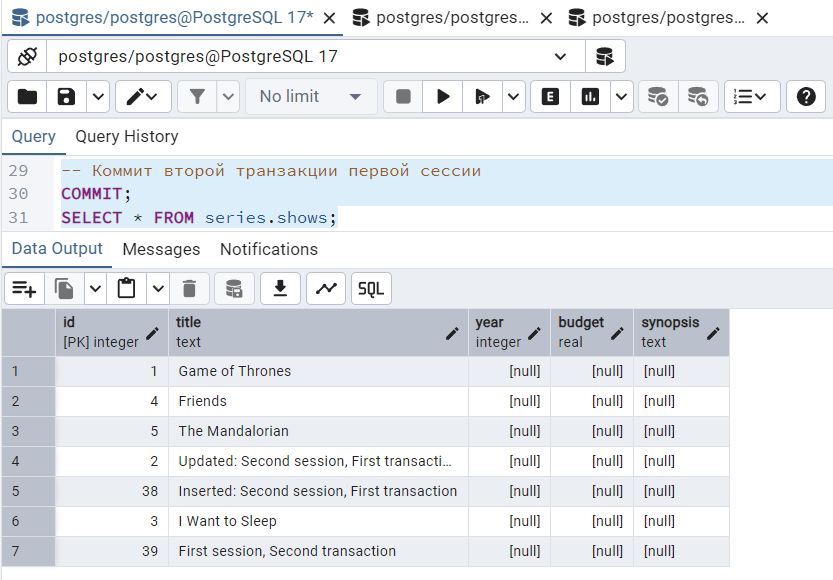 postgres/postgres@PostgreSQL 17* postgres/postgres... postgres/postgres...
postgres/postgres@PostgreSQL 17
No limit
E
Query Query History
29 -- Коммит второй транзакции первой сессии
30 COMMIT;
31 SELECT * FROM series.shows;
Data Output Messages Notifications
SQL
id title year budget synopsis
[PK] integer text integer real text
1 1 Game of Thrones [null] [null] [null]
2 4 Friends [null] [null] [null]
3 5 The Mandalorian [null] [null] [null]
4 2 Updated: Second session, First transacti... [null] [null] [null]
5 38 Inserted: Second session, First transaction [null] [null] [null]
6 3 I Want to Sleep [null] [null] [null]
7 39 First session, Second transaction [null] [null] [null]